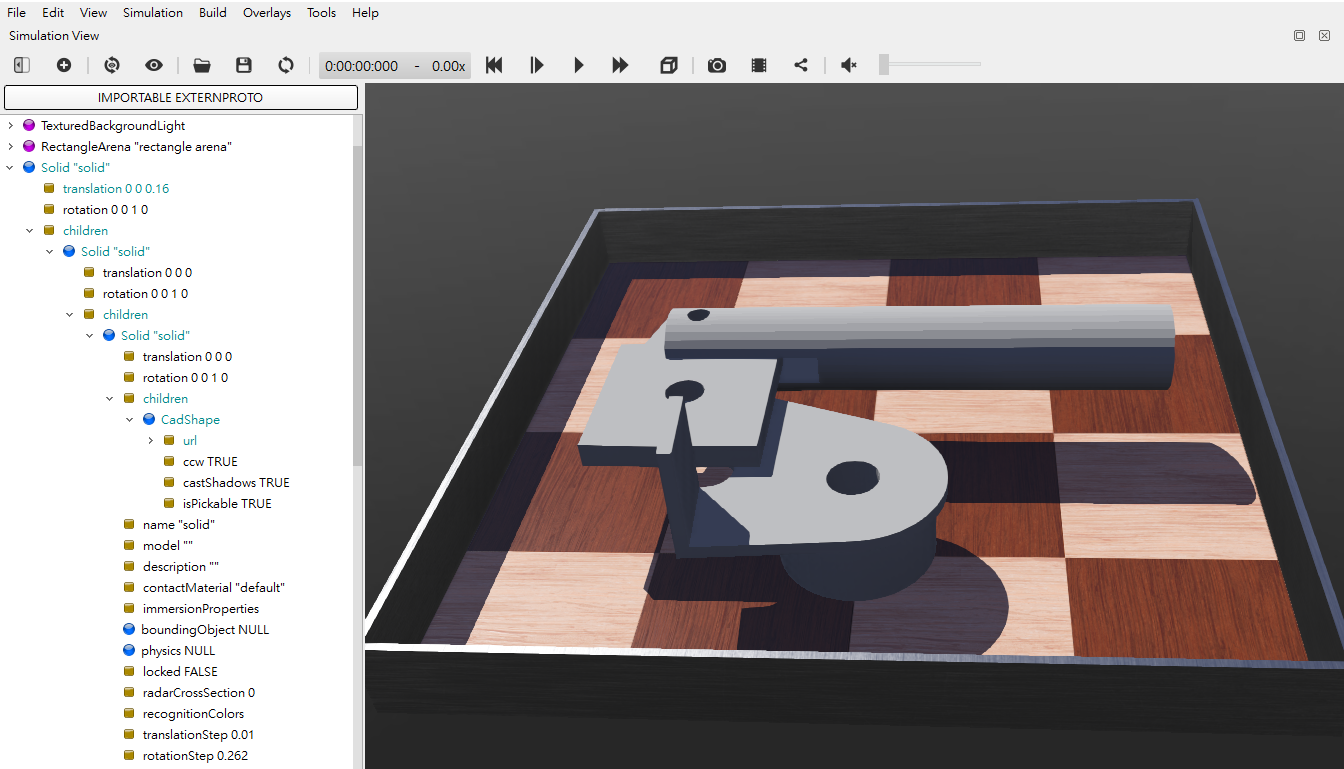 File Edit View Simulation Build Overlays Tools Help
Simulation View
0:00:00:000 - 0.00x
IMPORTABLE EXTERNPROTO
TexturedBackgroundLight
RectangleArena "rectangle arena"
Solid "solid"
translation 0 0 0.16
rotation 0 0 1 0
children
Solid "solid"
translation 0 0 0
rotation 0 0 1 0
children
Solid "solid"
translation 0 0 0
rotation 0 0 1 0
children
CadShape
url
ccw TRUE
castShadows TRUE
isPickable TRUE
name "solid"
model ""
description ""
contactMaterial "default"
immersionProperties
boundingObject NULL
physics NULL
locked FALSE
radarCrossSection 0
recognitionColors
translationStep 0.01
rotationStep 0.262